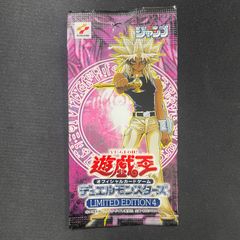 KONAMI
ジャンプ
YU-GI-OH!
遊戯王
オフィシャルカードゲーム
デュエルモンスターズ
LIMITED EDITION 4